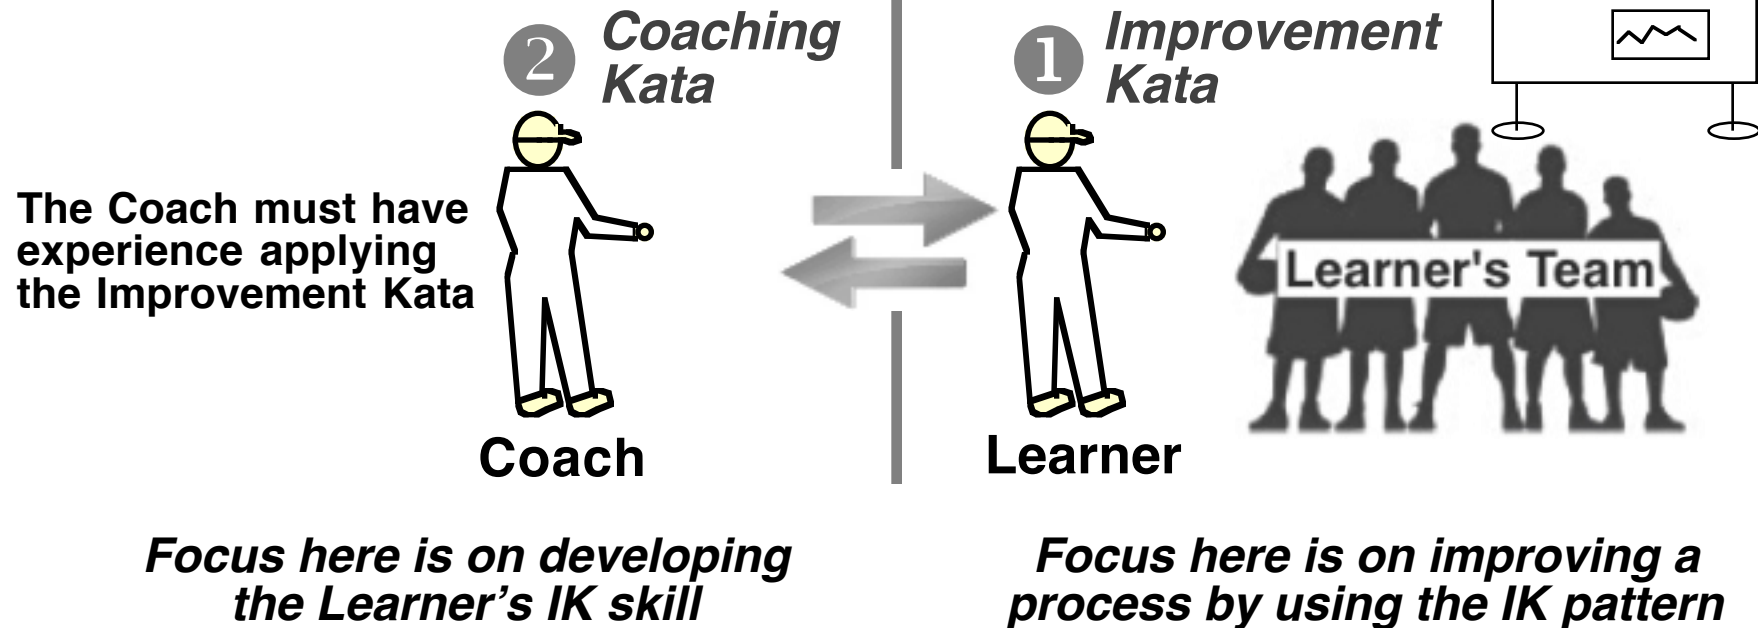 2
Coaching
Kata
1
Improvement
Kata
The Coach must have
experience applying
the Improvement Kata
Learner's Team
Coach
Learner
Focus here is on developing
the Learner’s IK skill
Focus here is on improving a
process by using the IK pattern